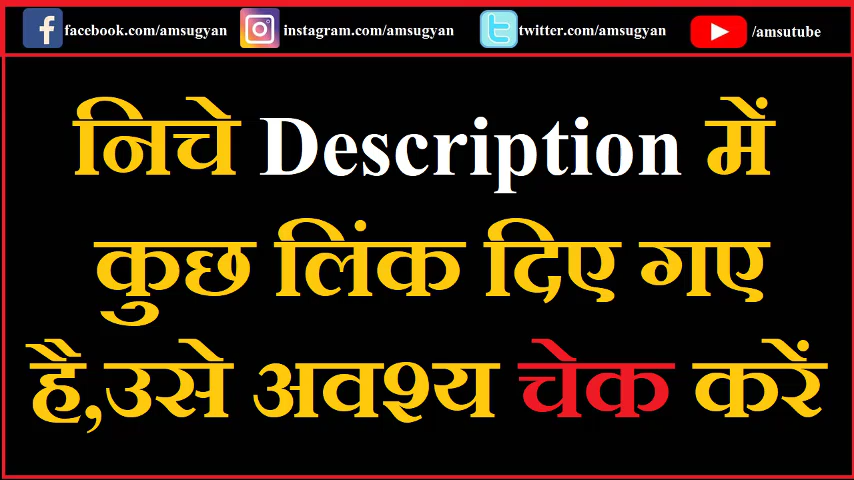 facebook.com/amsugyan instagram.com/amsugyan twitter.com/amsugyan /amsutube
निचे Description में
कुछ लिंक दिए गए
है,उसे अवश्य चेक करें